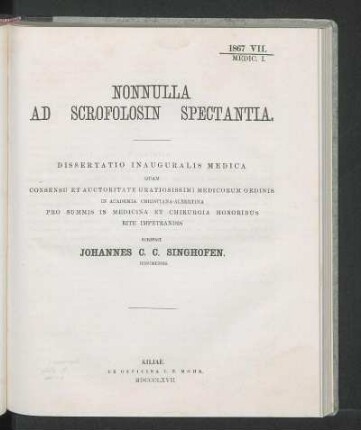 1867 VII.
MEDIC. I.
NONNULLA
AD SCROFOLOSIN SPECTANTIA.
DISSERTATIO INAUGURALIS MEDICA
QUAM
CONSENSU ET AUCTORITATE GRATIOSISSIMI MEDICORUM ORDINIS
IN ACADEMIA CHRISTIANA-ALBERTINA
PRO SUMMIS IN MEDICINA ET CHIRURGIA HONORIBUS
RITE IMPETRANDIS
SCRIPSIT
JOHANNES C. C. SINGHOFEN,
KILIAE.
EX OFFICINA C. F. MOHR.
MDCCCLXVII